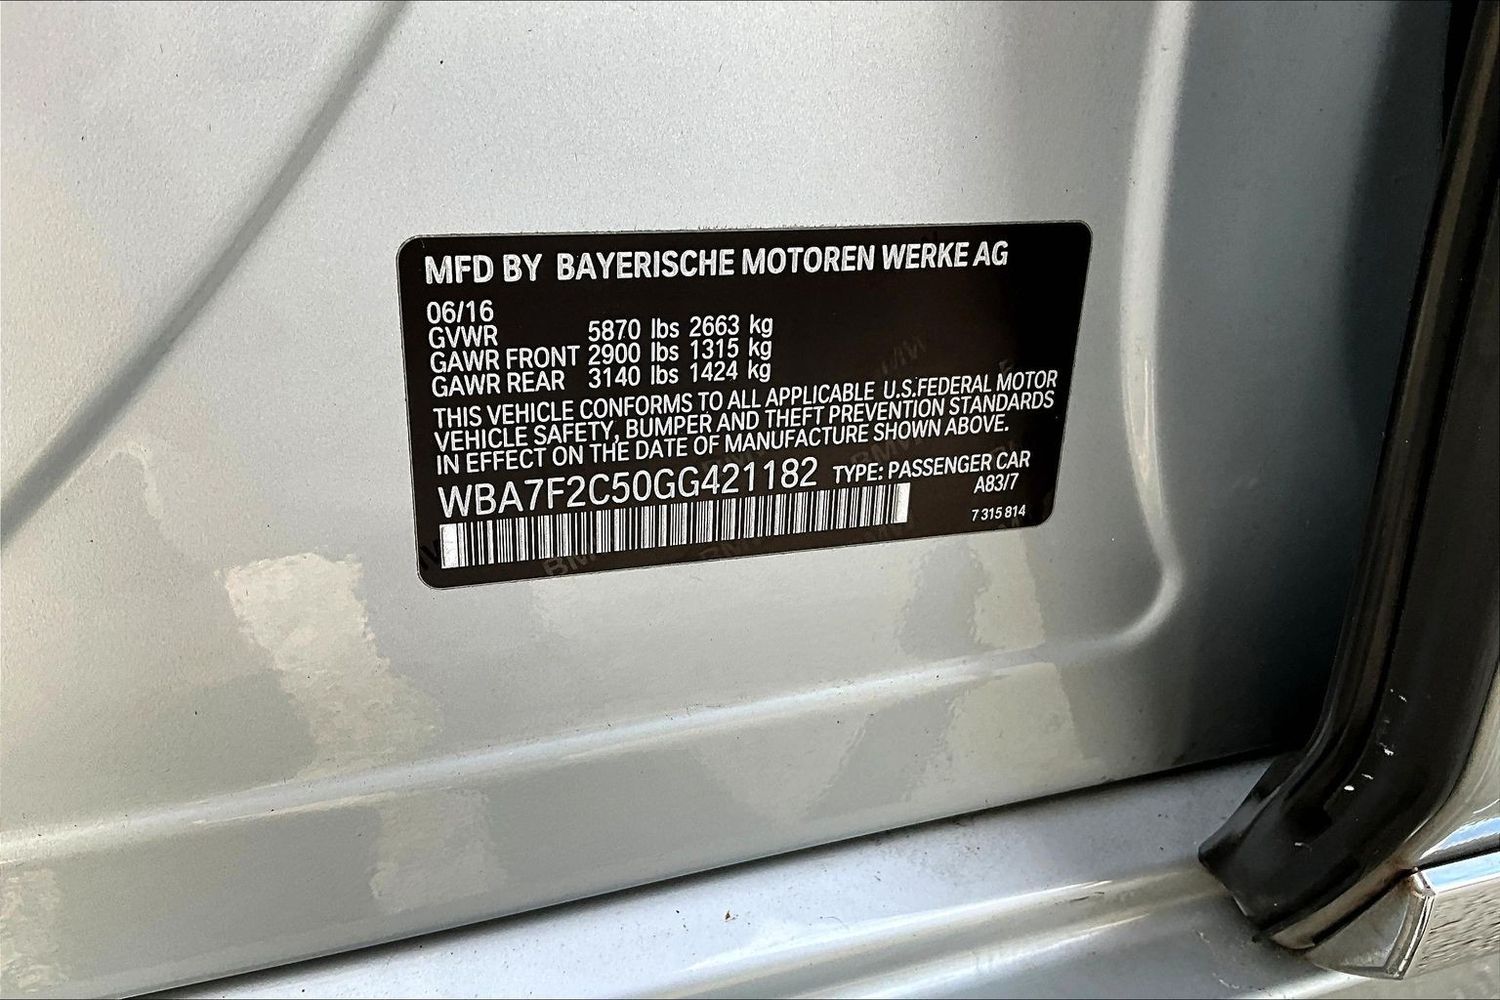 MFD BY BAYERISCHE MOTOREN WERKE AG
06/16
GVWR 5870 lbs 2663 kg
GAWR FRONT 2900 lbs 1315 kg
GAWR REAR 3140 lbs 1424 kg
THIS VEHICLE CONFORMS TO ALL APPLICABLE U.S.FEDERAL MOTOR
VEHICLE SAFETY, BUMPER AND THEFT PREVENTION STANDARDS
IN EFFECT ON THE DATE OF MANUFACTURE SHOWN ABOVE.
WBA7F2C50GG421182 TYPE: PASSENGER CAR
A83/7
7 315 814